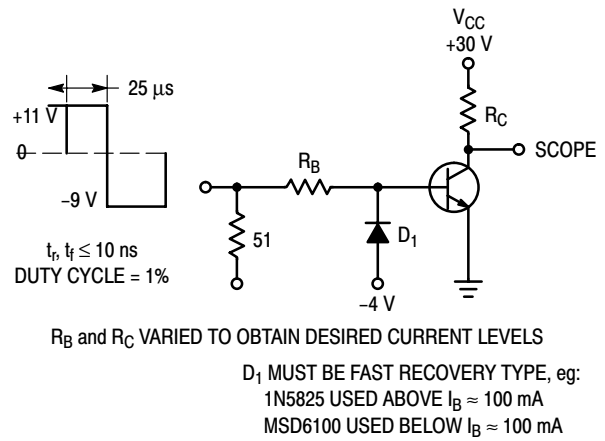 V_CC
+30 V
25 μs
+11 V
0
R_C
SCOPE
R_B
–9 V
51
D_1
t_r, t_f ≤ 10 ns
DUTY CYCLE = 1%
–4 V
R_B and R_C VARIED TO OBTAIN DESIRED CURRENT LEVELS
D_1 MUST BE FAST RECOVERY TYPE, eg:
1N5825 USED ABOVE I_B ≈ 100 mA
MSD6100 USED BELOW I_B ≈ 100 mA